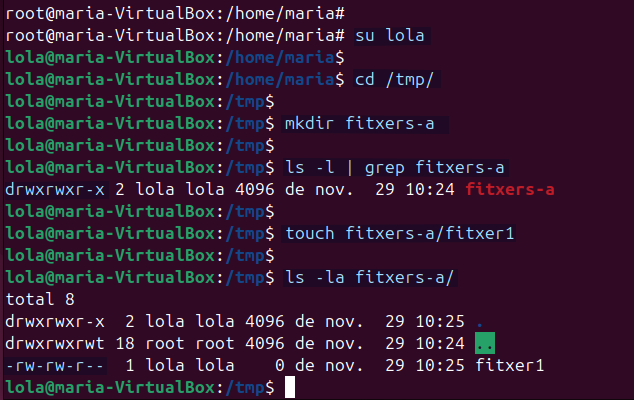 root@maria-VirtualBox:/home/maria#
root@maria-VirtualBox:/home/maria# su lola
lola@maria-VirtualBox:/home/maria$
lola@maria-VirtualBox:/home/maria$ cd /tmp/
lola@maria-VirtualBox:/tmp$
lola@maria-VirtualBox:/tmp$ mkdir fitxers-a
lola@maria-VirtualBox:/tmp$
lola@maria-VirtualBox:/tmp$ ls -l | grep fitxers-a
drwxrwxr-x 2 lola lola 4096 de nov.  29 10:24 fitxers-a
lola@maria-VirtualBox:/tmp$
lola@maria-VirtualBox:/tmp$ touch fitxers-a/fitxer1
lola@maria-VirtualBox:/tmp$
lola@maria-VirtualBox:/tmp$ ls -la fitxers-a/
total 8
drwxrwxr-x  2 lola lola 4096 de nov.  29 10:25 .
drwxrwxrwt 18 root root 4096 de nov.  29 10:24 ..
-rw-rw-r--  1 lola lola    0 de nov.  29 10:25 fitxer1
lola@maria-VirtualBox:/tmp$